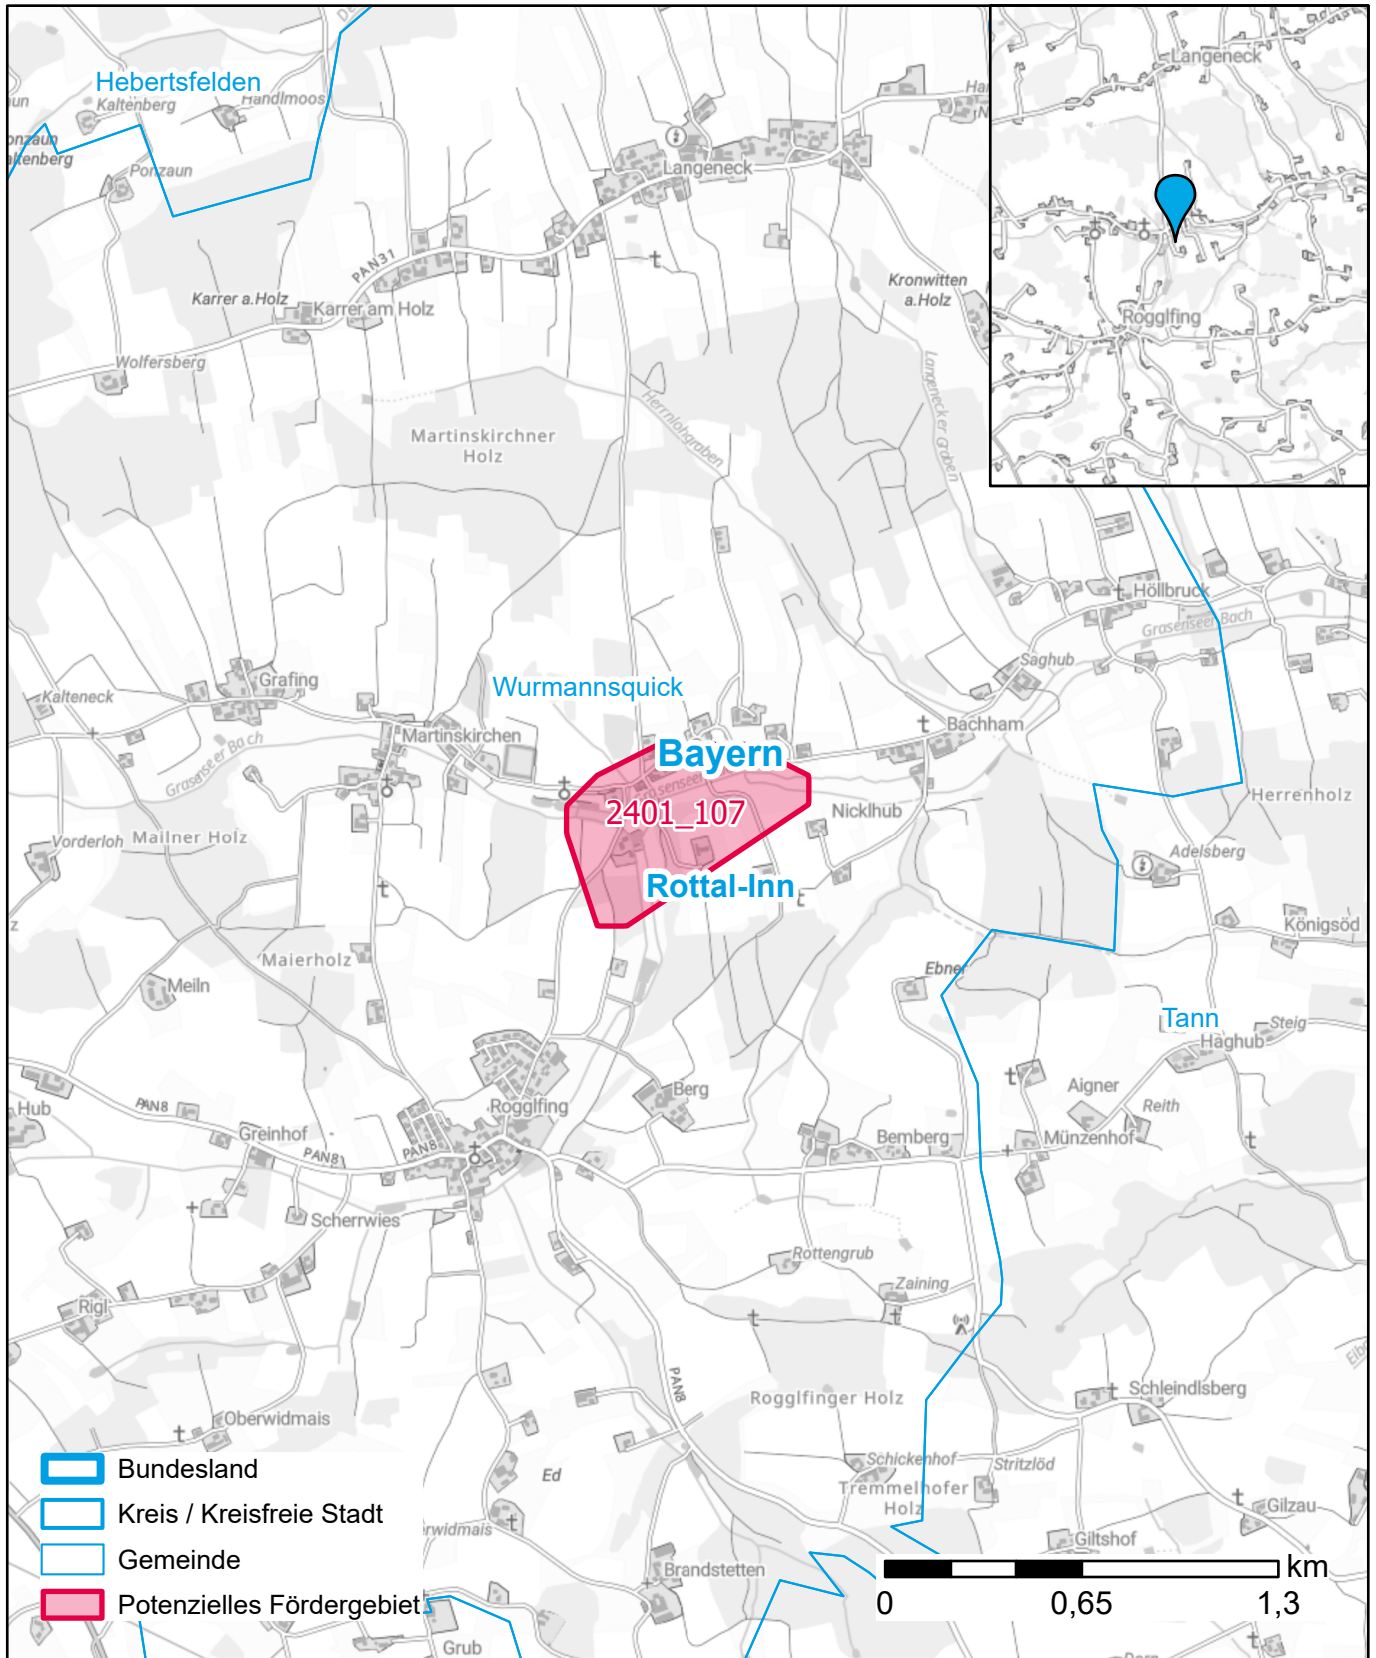 Hebertsfelden
Kaltenberg
Handlmoos
Ponzaun
Langeneck
Langeneck
PAN31
Karrer a.Holz
Karrer am Holz
Kronwitten
a.Holz
Rogglfing
Wolfersberg
Langenecker Graben
Herrnlohgraben
Martinskirchner
Holz
Höllbruck
Grasenseer Bach
Saghub
Grafing
Wurmannsquick
Kalteneck
Bachham
Martinskirchen
Grasenseer Bach
Bayern
Grasenseer
2401_107
Nicklhub
Herrenholz
Vorderloh
Mailner Holz
Adelsberg
Rottal-Inn
Königsöd
Maierholz
Meiln
Ebner
Tann
Steig
Haghub
Berg
Aigner
Reith
Hub
PAN8
Rogglfing
Greinhof
PAN8
PAN8
Bemberg
Münzenhof
Scherrwies
Rottengrub
Zaining
Rigl
PAN8
Rogglfinger Holz
Schleindlsberg
Oberwidmais
Schickenhof
Stritzlöd
Ed
Tremmelhofer
Holz
Gilzau
Giltshof
Brandstetten
Grub
Bundesland
Kreis / Kreisfreie Stadt
Gemeinde
Potenzielles Fördergebiet
km
0
0,65
1,3